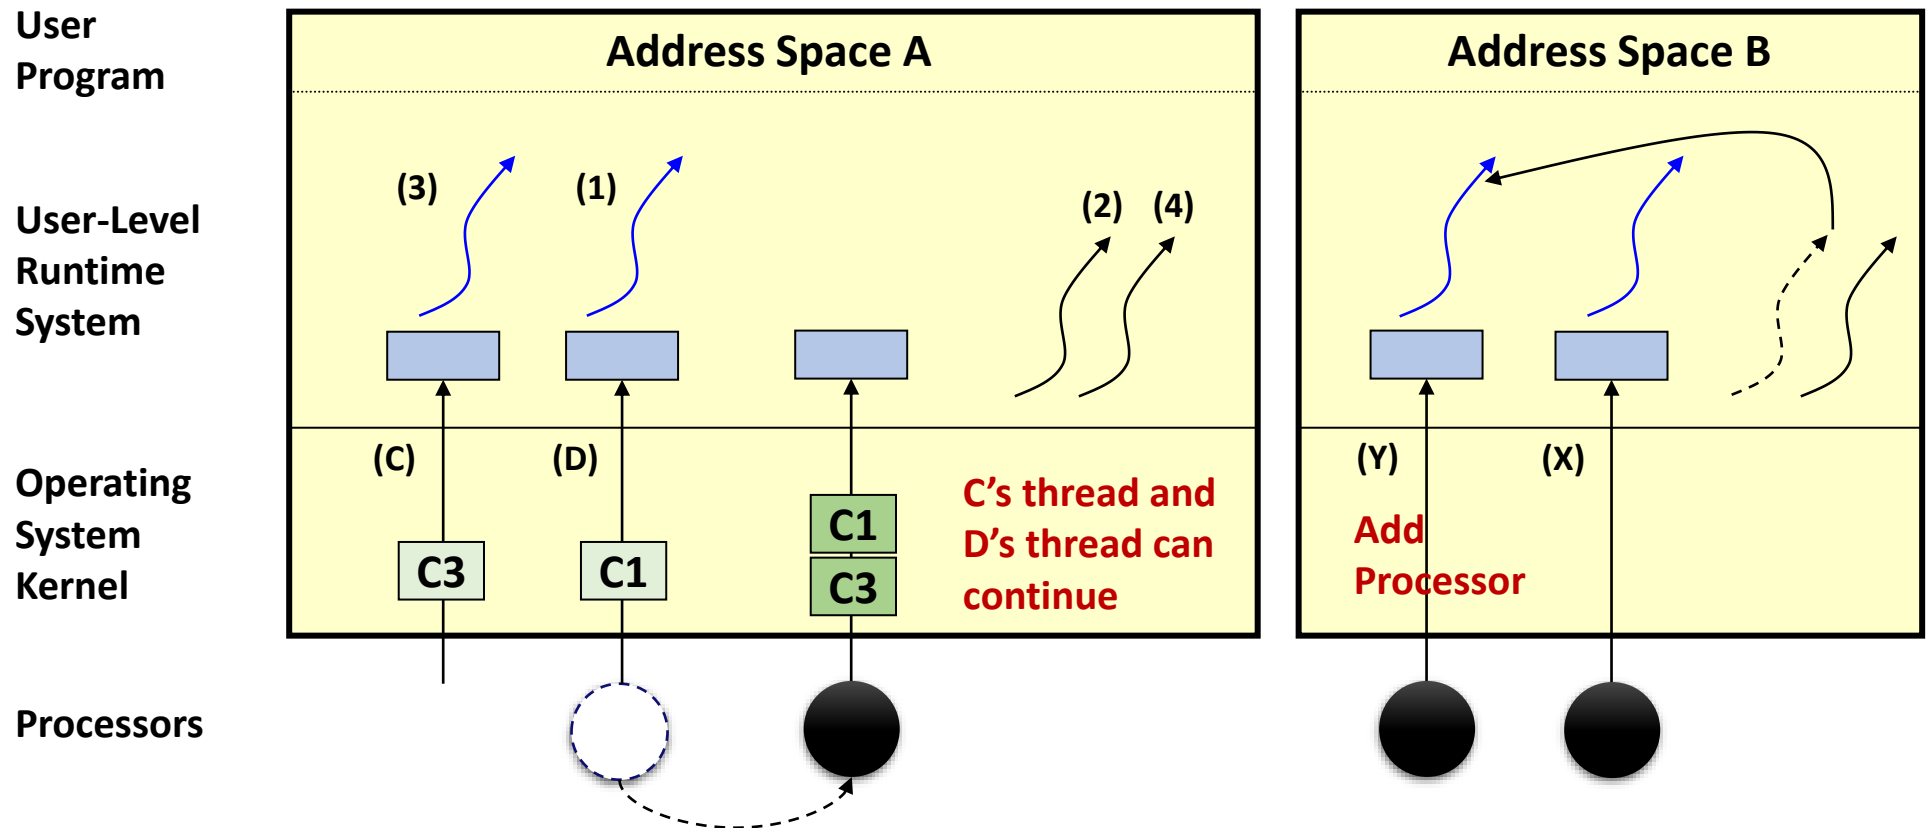 User
Program
Address Space A
Address Space B
User-Level
Runtime
System
(3)
(1)
(2)
(4)
Operating
System
Kernel
(C)
(D)
C3
C1
C1
C3
C’s thread and
D’s thread can
continue
(Y)
(X)
Add
Processor
Processors